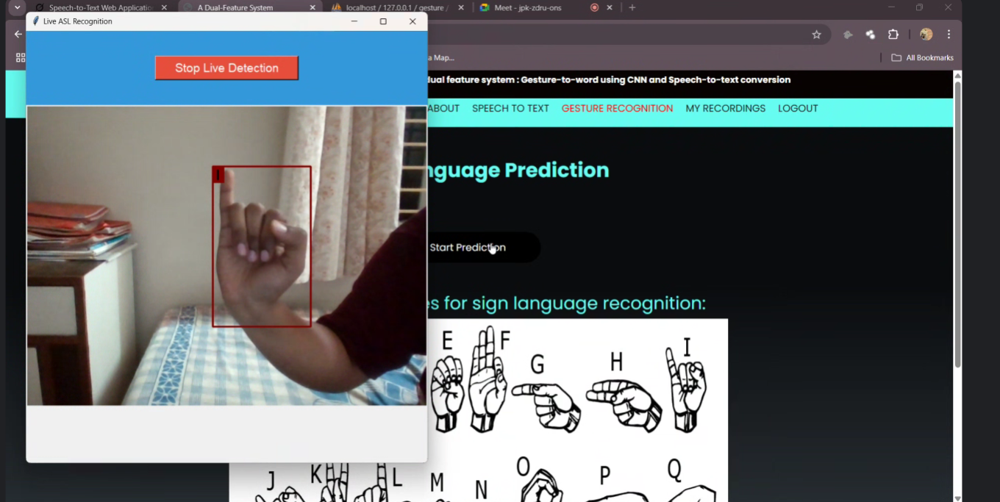 Speech-to-Text Web Applicatio
A Dual-Feature System
localhost / 127.0.0.1 / gesture /
Meet - jpk-zdru-ons
Live ASL Recognition
a Map...
All Bookmarks
Stop Live Detection
dual feature system : Gesture-to-word using CNN and Speech-to-text conversion
ABOUT SPEECH TO TEXT GESTURE RECOGNITION MY RECORDINGS LOGOUT
nguage Prediction
I
Start Prediction
es for sign language recognition:
E F G H I
J K L M N O P Q